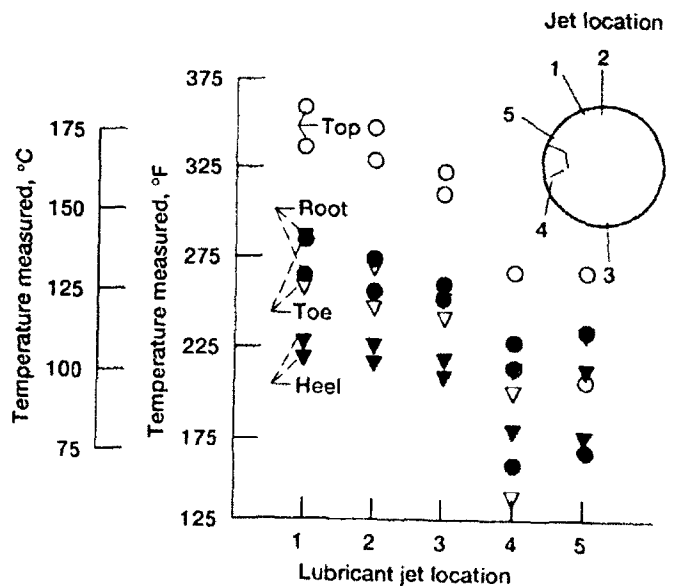 Jet location
1
2
5
4
3
Temperature measured, °C
175
150
125
100
75
Temperature measured, °F
375
325
275
225
175
125
Top
Root
Toe
Heel
1 2 3 4 5
Lubricant jet location